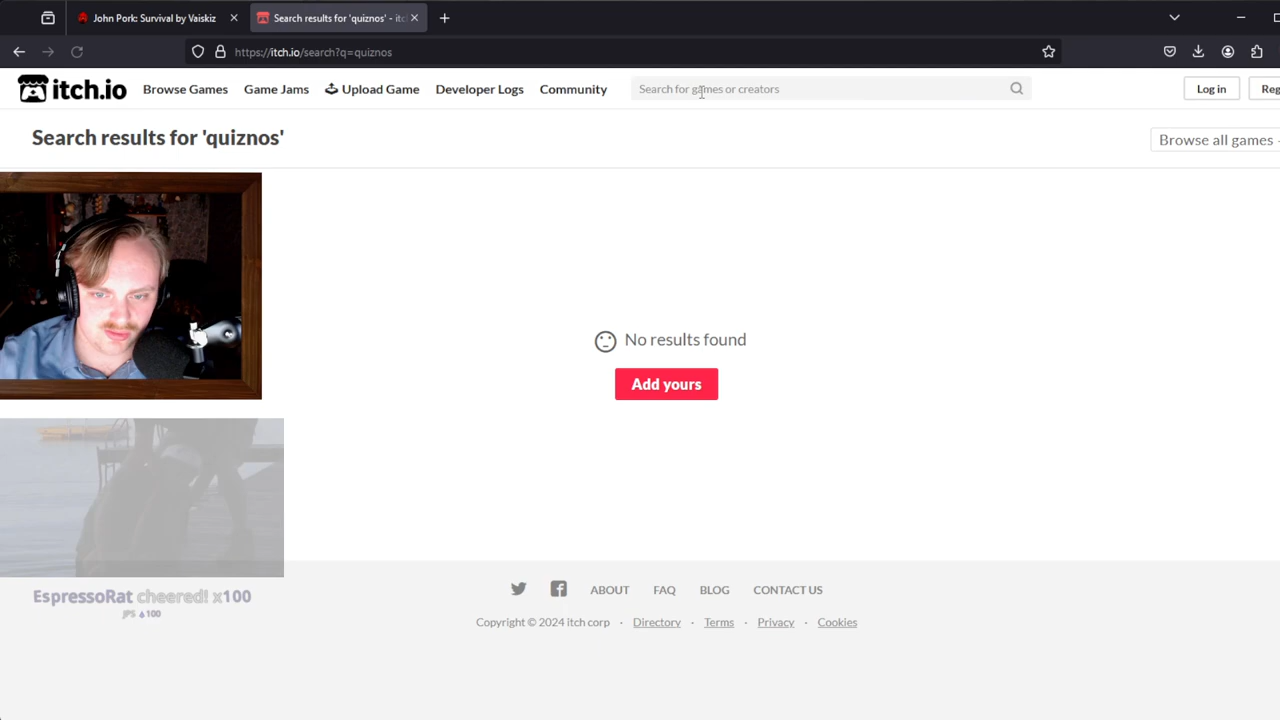 John Pork: Survival by Vaiskiz
Search results for 'quiznos' - itc
https://itch.io/search?q=quiznos
itch.io
Browse Games
Game Jams
Upload Game
Developer Logs
Community
Search for games or creators
Log in
Reg
Search results for 'quiznos'
Browse all games
No results found
Add yours
EspressoRat cheered! x100
JPS 100
ABOUT
FAQ
BLOG
CONTACT US
Copyright © 2024 itch corp · Directory · Terms · Privacy · Cookies